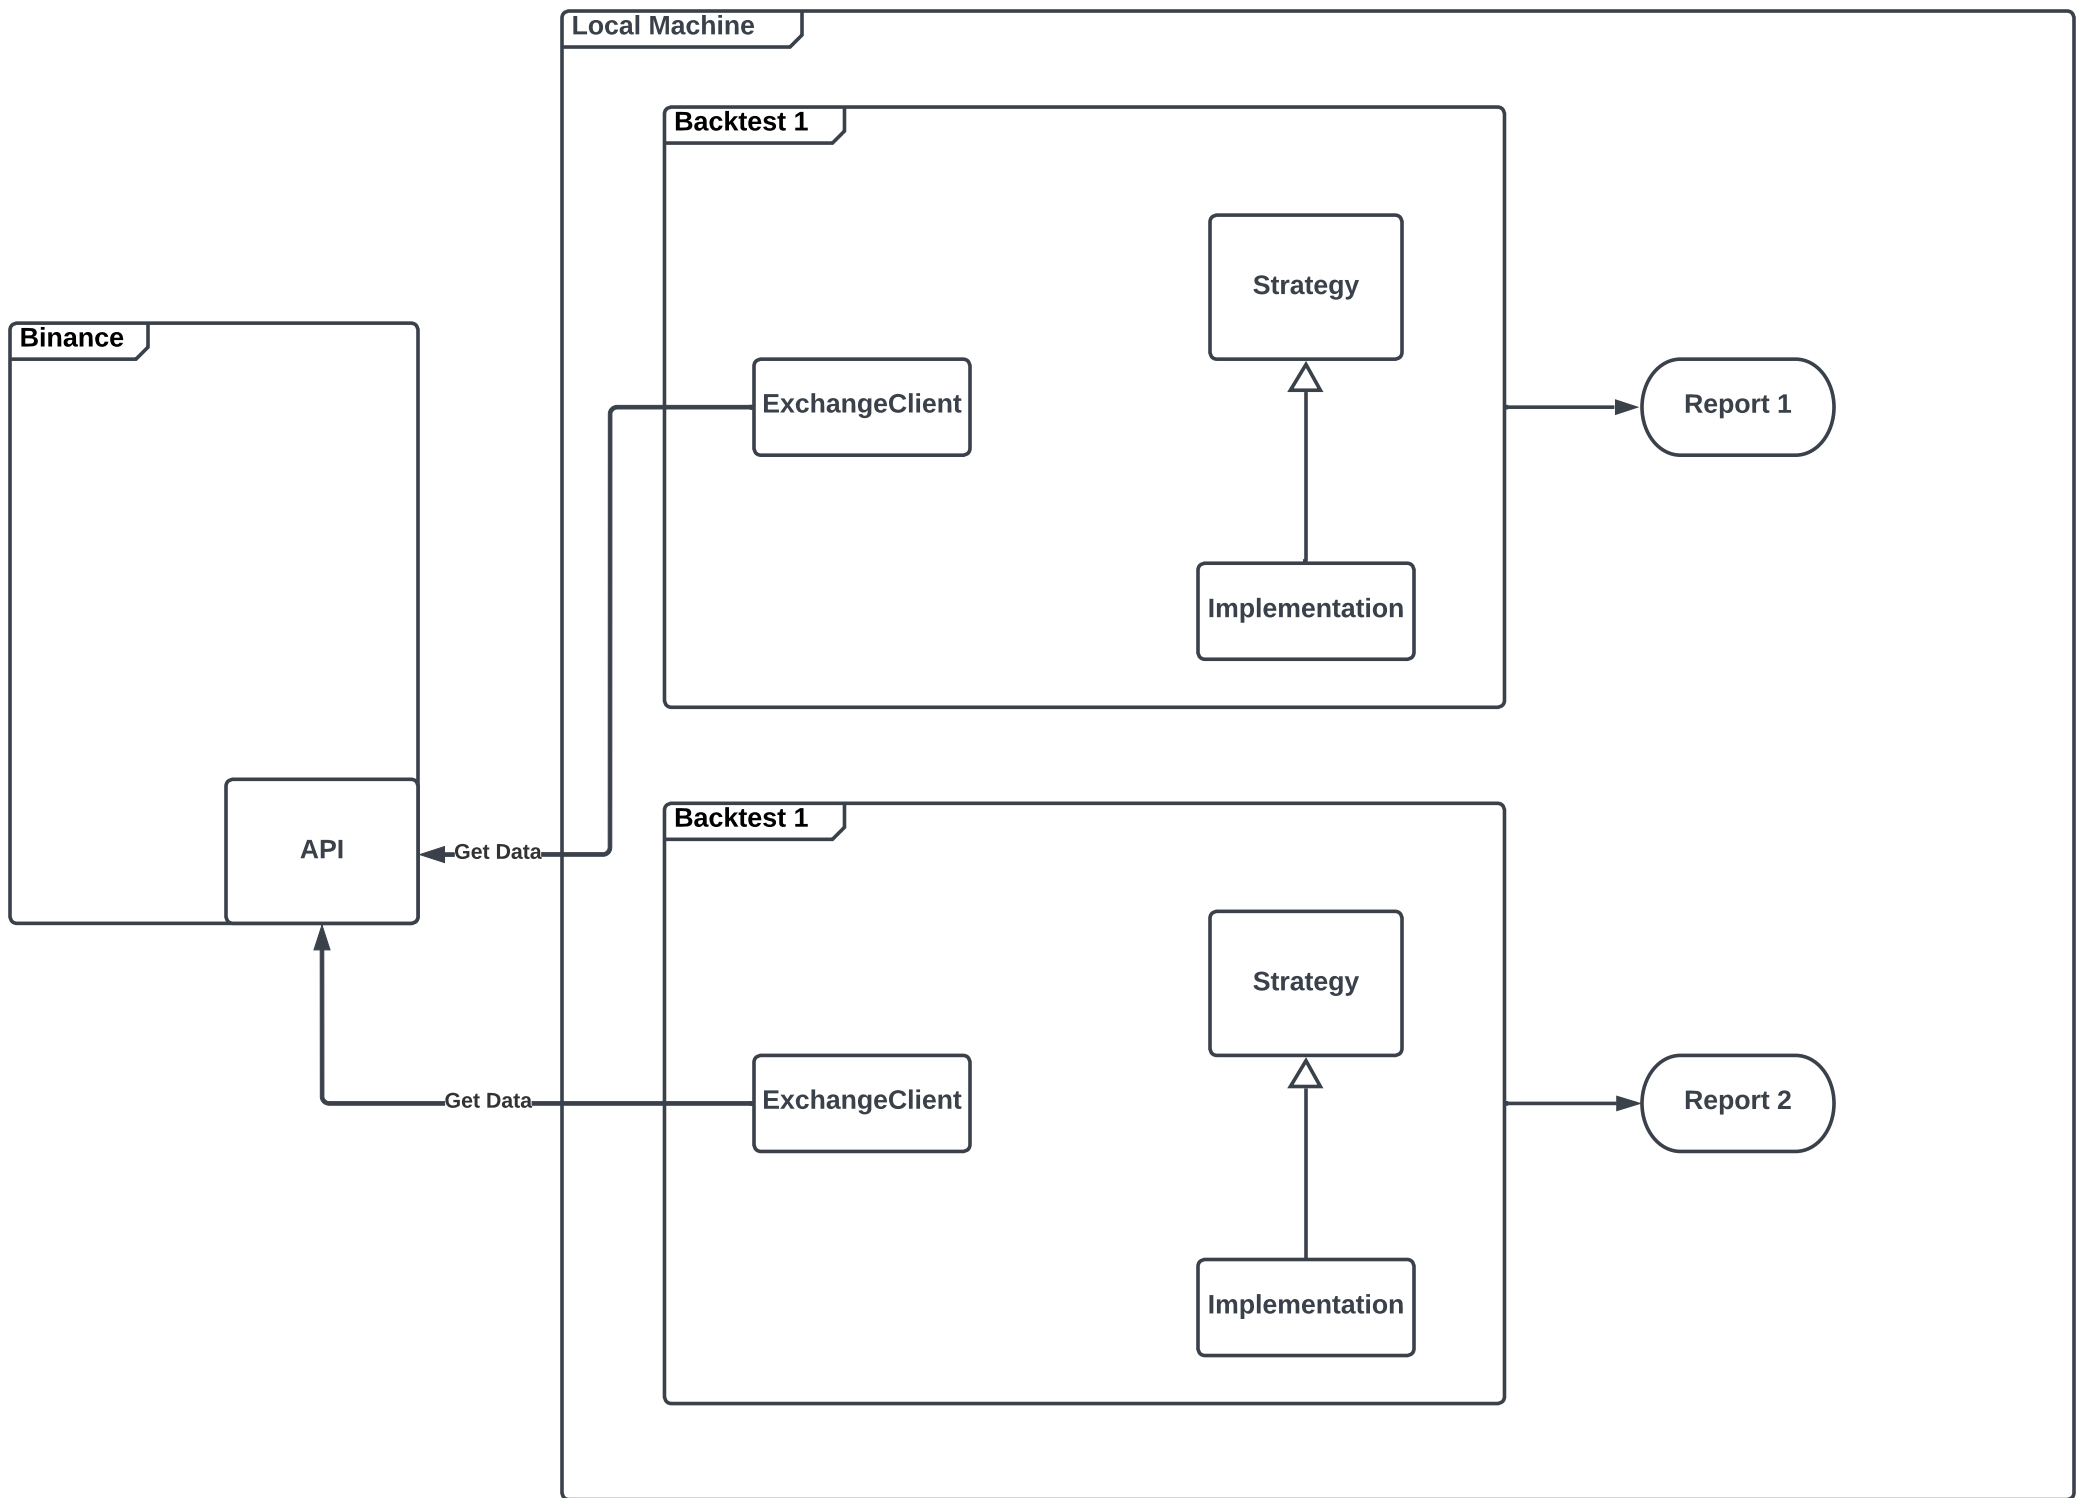 Local Machine
Backtest 1
Strategy
Binance
ExchangeClient
Report 1
Implementation
Backtest 1
API
Get Data
Strategy
ExchangeClient
Get Data
Report 2
Implementation